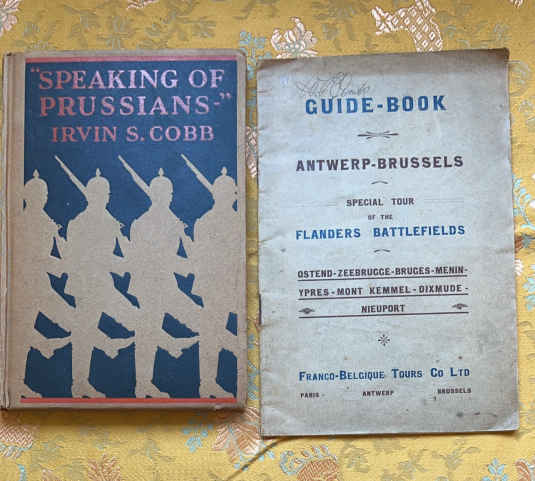 "SPEAKING OF
PRUSSIANS-"
IRVIN S. COBB
GUIDE-BOOK
ANTWERP-BRUSSELS
SPECIAL TOUR
OF THE
FLANDERS BATTLEFIELDS
OSTEND-ZEEBRUGGE-BRUGES-MENIN-
YPRES-MONT KEMMEL-DIXMUDE-
NIEUPORT
FRANCO-BELGIQUE TOURS CO LTD
PARIS - ANTWERP BRUSSELS